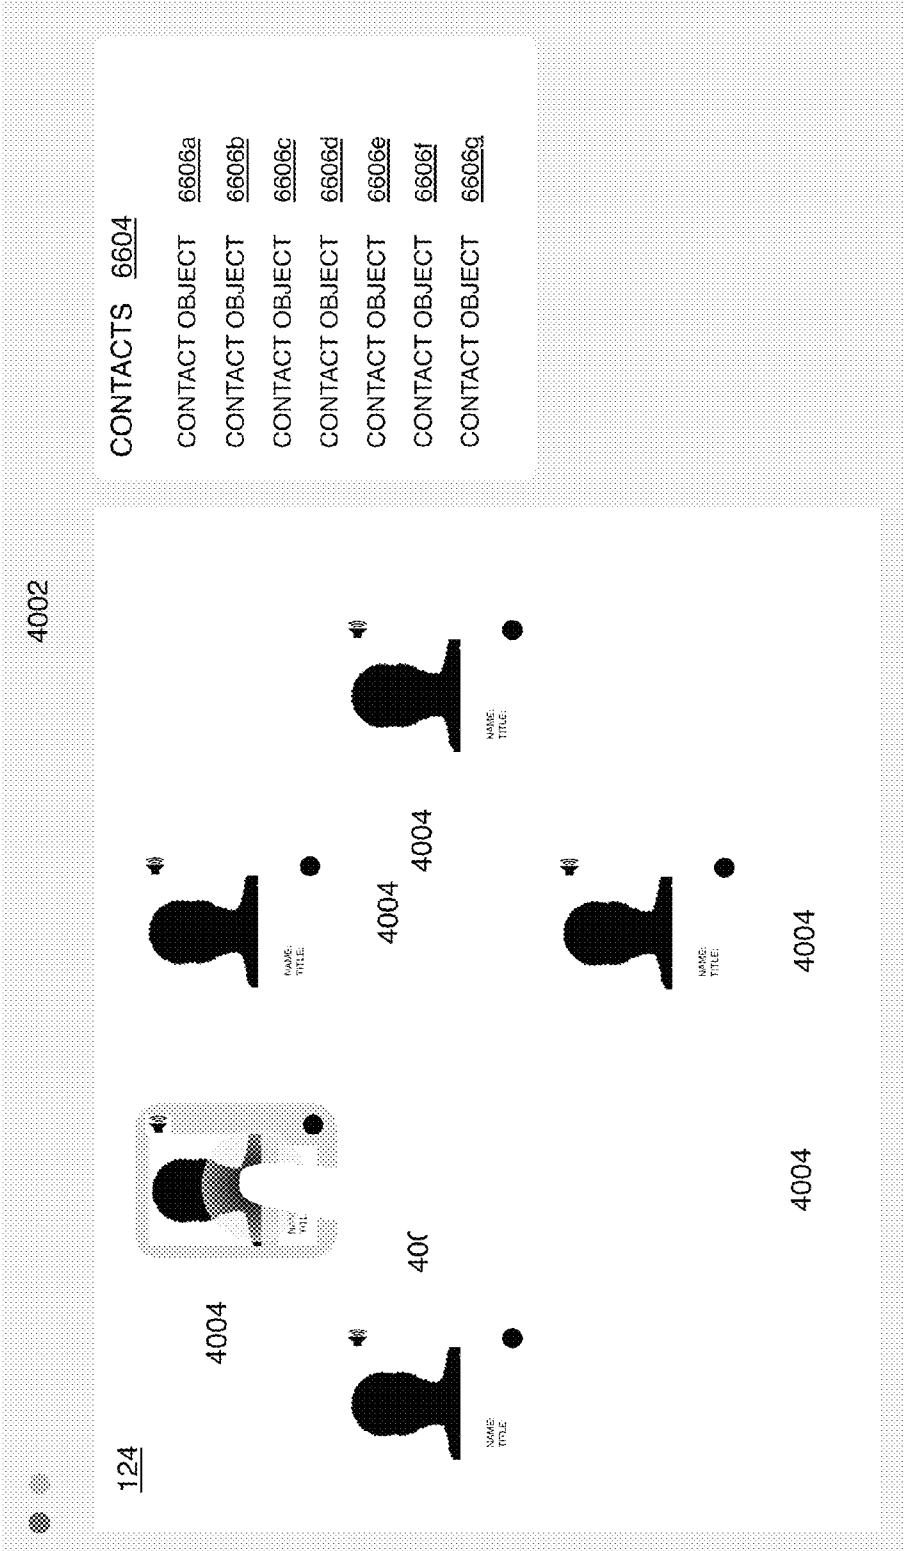 4002
124
CONTACTS 6604
CONTACT OBJECT 6606a
CONTACT OBJECT 6606b
CONTACT OBJECT 6606c
CONTACT OBJECT 6606d
CONTACT OBJECT 6606e
CONTACT OBJECT 6606f
CONTACT OBJECT 6606g
4004
NAME:
TITLE:
4004
NAME:
TITLE:
4004
NAME:
TITLE:
4004
NAME:
TITLE:
4004